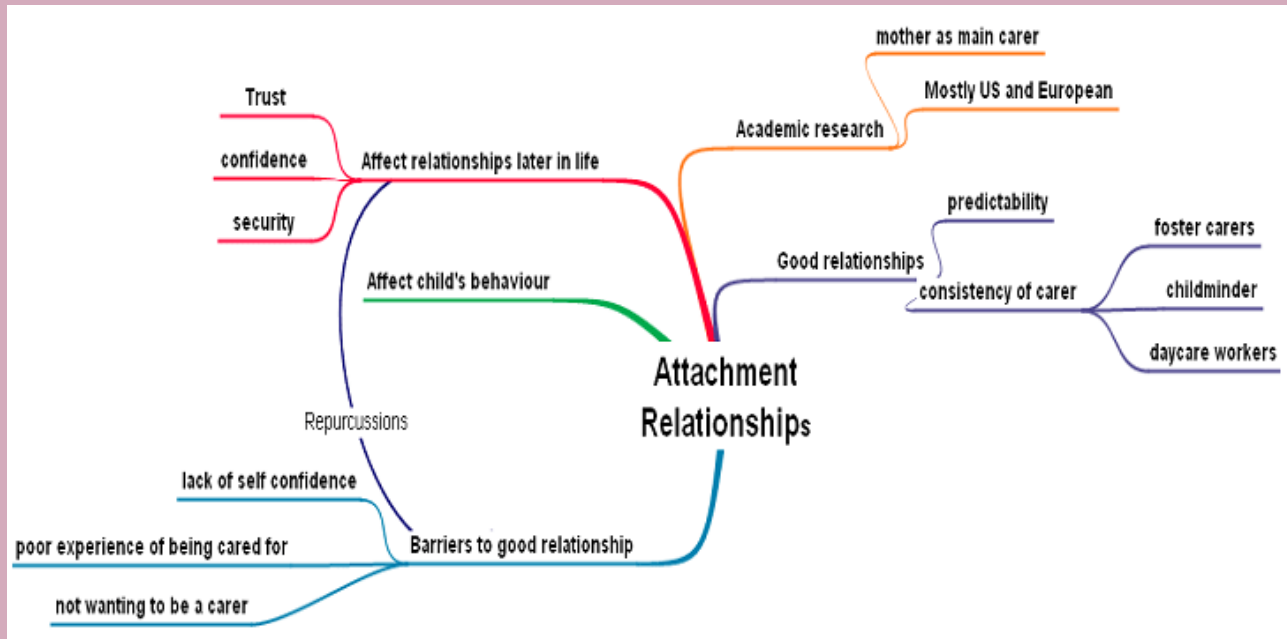 mother as main carer
Mostly US and European
Academic research
Trust
confidence
security
Affect relationships later in life
predictability
Good relationships
consistency of carer
foster carers
childminder
daycare workers
Affect child's behaviour
Attachment
Relationships
Repurcussions
lack of self confidence
poor experience of being cared for
not wanting to be a carer
Barriers to good relationship